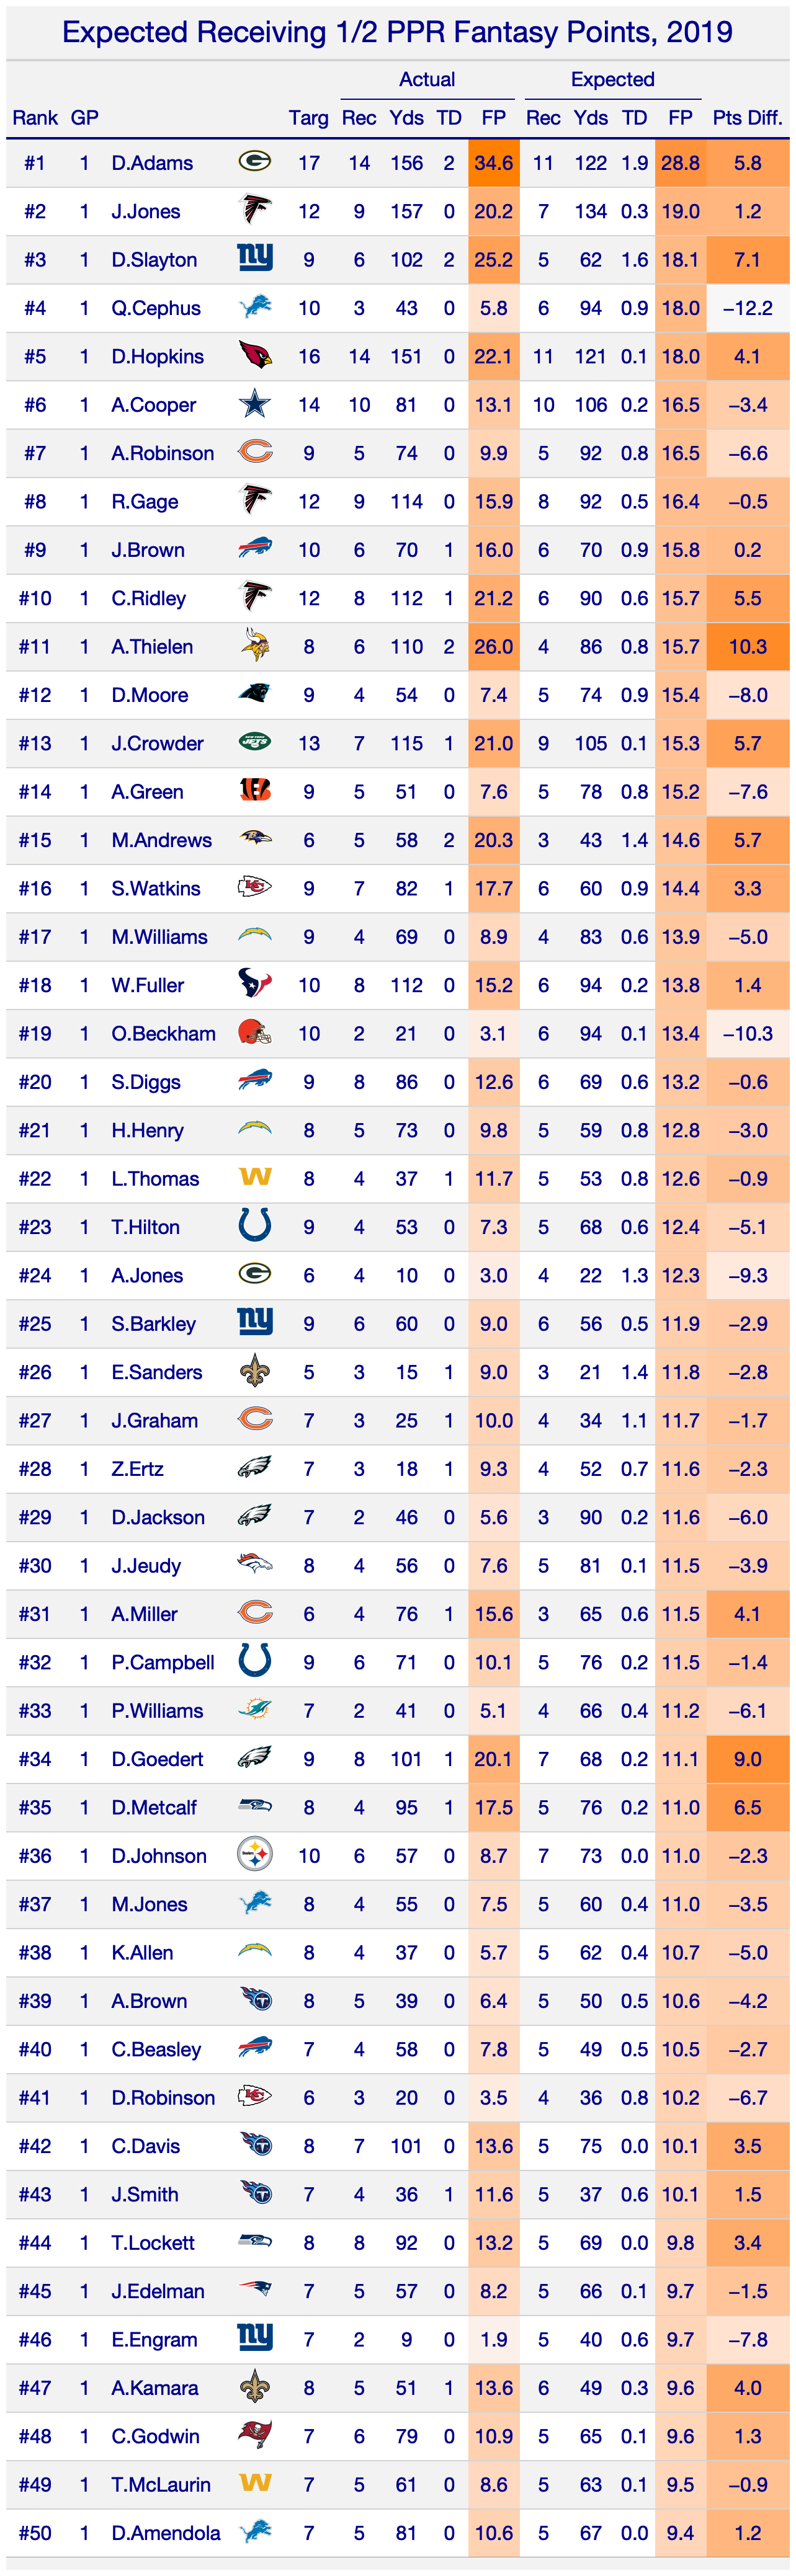 Expected Receiving 1/2 PPR Fantasy Points, 2019
Actual Expected
Rank GP Targ Rec Yds TD FP Rec Yds TD FP Pts Diff.
#1 1 D.Adams G 17 14 156 2 34.6 11 122 1.9 28.8 5.8
#2 1 J.Jones 12 9 157 0 20.2 7 134 0.3 19.0 1.2
#3 1 D.Slayton ny 9 6 102 2 25.2 5 62 1.6 18.1 7.1
#4 1 Q.Cephus 10 3 43 0 5.8 6 94 0.9 18.0 −12.2
#5 1 D.Hopkins 16 14 151 0 22.1 11 121 0.1 18.0 4.1
#6 1 A.Cooper 14 10 81 0 13.1 10 106 0.2 16.5 −3.4
#7 1 A.Robinson C 9 5 74 0 9.9 5 92 0.8 16.5 −6.6
#8 1 R.Gage 12 9 114 0 15.9 8 92 0.5 16.4 −0.5
#9 1 J.Brown 10 6 70 1 16.0 6 70 0.9 15.8 0.2
#10 1 C.Ridley 12 8 112 1 21.2 6 90 0.6 15.7 5.5
#11 1 A.Thielen 8 6 110 2 26.0 4 86 0.8 15.7 10.3
#12 1 D.Moore 9 4 54 0 7.4 5 74 0.9 15.4 −8.0
#13 1 J.Crowder NEW YORK JETS 13 7 115 1 21.0 9 105 0.1 15.3 5.7
#14 1 A.Green B 9 5 51 0 7.6 5 78 0.8 15.2 −7.6
#15 1 M.Andrews 6 5 58 2 20.3 3 43 1.4 14.6 5.7
#16 1 S.Watkins KC 9 7 82 1 17.7 6 60 0.9 14.4 3.3
#17 1 M.Williams 9 4 69 0 8.9 4 83 0.6 13.9 −5.0
#18 1 W.Fuller 10 8 112 0 15.2 6 94 0.2 13.8 1.4
#19 1 O.Beckham 10 2 21 0 3.1 6 94 0.1 13.4 −10.3
#20 1 S.Diggs 9 8 86 0 12.6 6 69 0.6 13.2 −0.6
#21 1 H.Henry 8 5 73 0 9.8 5 59 0.8 12.8 −3.0
#22 1 L.Thomas W 8 4 37 1 11.7 5 53 0.8 12.6 −0.9
#23 1 T.Hilton 9 4 53 0 7.3 5 68 0.6 12.4 −5.1
#24 1 A.Jones G 6 4 10 0 3.0 4 22 1.3 12.3 −9.3
#25 1 S.Barkley ny 9 6 60 0 9.0 6 56 0.5 11.9 −2.9
#26 1 E.Sanders 5 3 15 1 9.0 3 21 1.4 11.8 −2.8
#27 1 J.Graham C 7 3 25 1 10.0 4 34 1.1 11.7 −1.7
#28 1 Z.Ertz 7 3 18 1 9.3 4 52 0.7 11.6 −2.3
#29 1 D.Jackson 7 2 46 0 5.6 3 90 0.2 11.6 −6.0
#30 1 J.Jeudy 8 4 56 0 7.6 5 81 0.1 11.5 −3.9
#31 1 A.Miller C 6 4 76 1 15.6 3 65 0.6 11.5 4.1
#32 1 P.Campbell 9 6 71 0 10.1 5 76 0.2 11.5 −1.4
#33 1 P.Williams 7 2 41 0 5.1 4 66 0.4 11.2 −6.1
#34 1 D.Goedert 9 8 101 1 20.1 7 68 0.2 11.1 9.0
#35 1 D.Metcalf 8 4 95 1 17.5 5 76 0.2 11.0 6.5
#36 1 D.Johnson Steelers 10 6 57 0 8.7 7 73 0.0 11.0 −2.3
#37 1 M.Jones 8 4 55 0 7.5 5 60 0.4 11.0 −3.5
#38 1 K.Allen 8 4 37 0 5.7 5 62 0.4 10.7 −5.0
#39 1 A.Brown T 8 5 39 0 6.4 5 50 0.5 10.6 −4.2
#40 1 C.Beasley 7 4 58 0 7.8 5 49 0.5 10.5 −2.7
#41 1 D.Robinson KC 6 3 20 0 3.5 4 36 0.8 10.2 −6.7
#42 1 C.Davis T 8 7 101 0 13.6 5 75 0.0 10.1 3.5
#43 1 J.Smith T 7 4 36 1 11.6 5 37 0.6 10.1 1.5
#44 1 T.Lockett 8 8 92 0 13.2 5 69 0.0 9.8 3.4
#45 1 J.Edelman 7 5 57 0 8.2 5 66 0.1 9.7 −1.5
#46 1 E.Engram ny 7 2 9 0 1.9 5 40 0.6 9.7 −7.8
#47 1 A.Kamara 8 5 51 1 13.6 6 49 0.3 9.6 4.0
#48 1 C.Godwin 7 6 79 0 10.9 5 65 0.1 9.6 1.3
#49 1 T.McLaurin W 7 5 61 0 8.6 5 63 0.1 9.5 −0.9
#50 1 D.Amendola 7 5 81 0 10.6 5 67 0.0 9.4 1.2